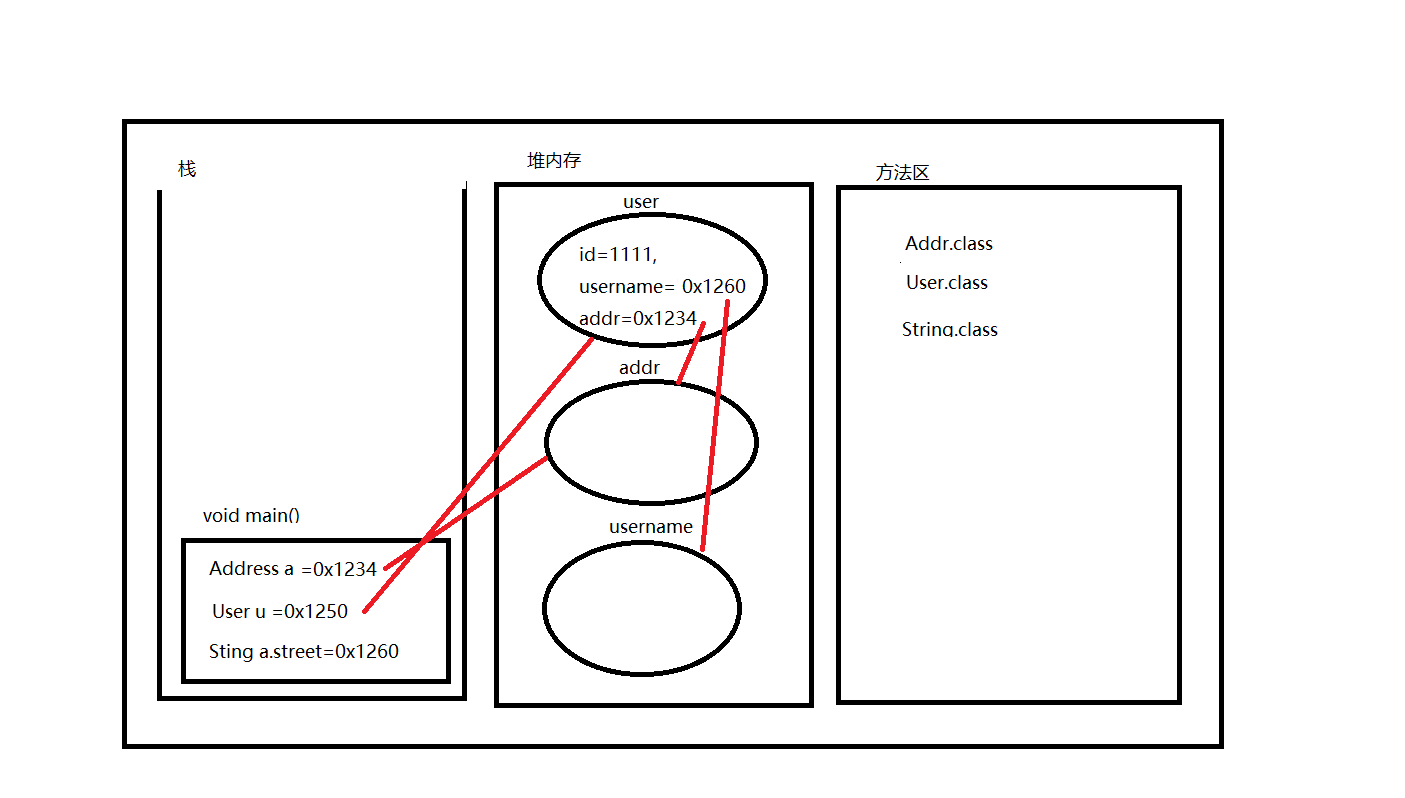 栈
void main()
Address a =0x1234
User u =0x1250
Sting a.street=0x1260
堆内存
user
id=1111,
username= 0x1260
addr=0x1234
addr
username
方法区
Addr.class
User.class
String.class